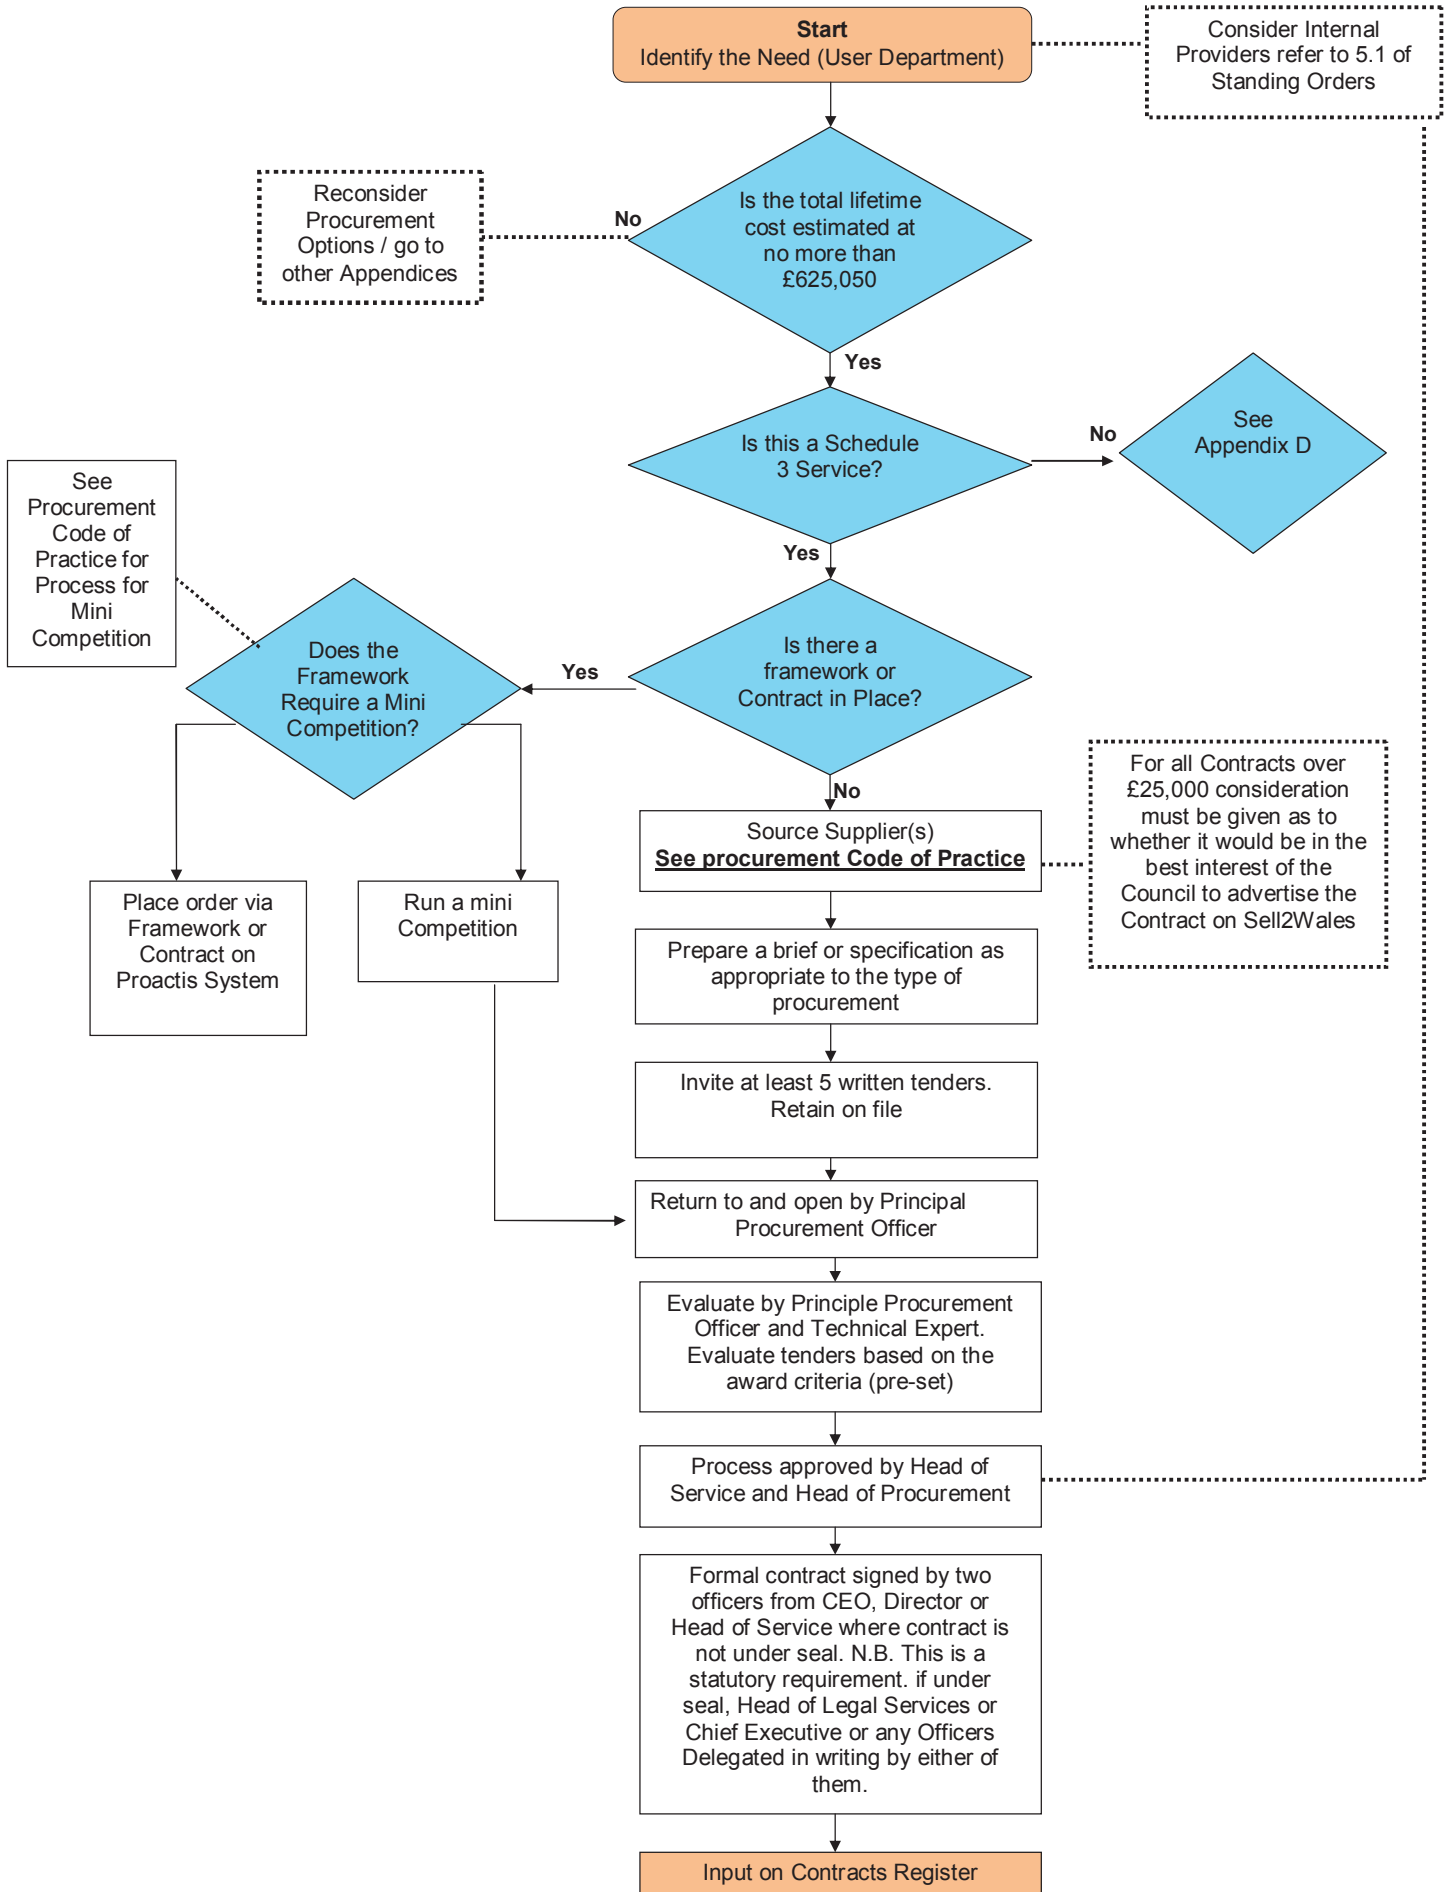 Start
Identify the Need (User Department)
Consider Internal
Providers refer to 5.1 of
Standing Orders
Reconsider
Procurement
Options / go to
other Appendices
No
Is the total lifetime
cost estimated at
no more than
£625,050
Yes
Is this a Schedule
3 Service?
No
See
Appendix D
Yes
See
Procurement
Code of
Practice for
Process for
Mini
Competition
Does the
Framework
Require a Mini
Competition?
Yes
Is there a
framework or
Contract in Place?
No
Source Supplier(s)
See procurement Code of Practice
For all Contracts over
£25,000 consideration
must be given as to
whether it would be in the
best interest of the
Council to advertise the
Contract on Sell2Wales
Place order via
Framework or
Contract on
Proactis System
Run a mini
Competition
Prepare a brief or specification as
appropriate to the type of
procurement
Invite at least 5 written tenders.
Retain on file
Return to and open by Principal
Procurement Officer
Evaluate by Principle Procurement
Officer and Technical Expert.
Evaluate tenders based on the
award criteria (pre-set)
Process approved by Head of
Service and Head of Procurement
Formal contract signed by two
officers from CEO, Director or
Head of Service where contract is
not under seal. N.B. This is a
statutory requirement. if under
seal, Head of Legal Services or
Chief Executive or any Officers
Delegated in writing by either of
them.
Input on Contracts Register